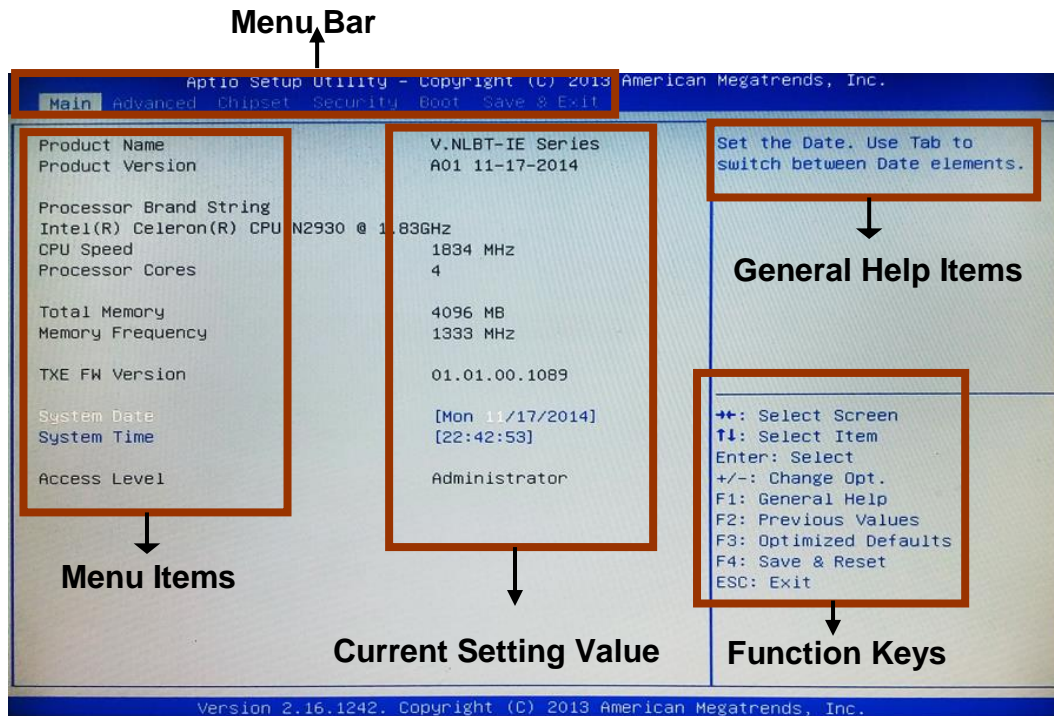 Menu Bar
Aptio Setup Utility - Copyright (C) 2013 American Megatrends, Inc.
Main Advanced Chipset Security Boot Save & Exit
Product Name V.NLBT-IE Series
Product Version A01 11-17-2014
Processor Brand String
Intel(R) Celeron(R) CPU N2930 @ 1.83GHz
CPU Speed 1834 MHz
Processor Cores 4
Total Memory 4096 MB
Memory Frequency 1333 MHz
TXE FW Version 01.01.00.1089
System Date [Mon 11/17/2014]
System Time [22:42:53]
Access Level Administrator
Set the Date. Use Tab to
switch between Date elements.
General Help Items
→←: Select Screen
↑↓: Select Item
Enter: Select
+/-: Change Opt.
F1: General Help
F2: Previous Values
F3: Optimized Defaults
F4: Save & Reset
ESC: Exit
Menu Items
Current Setting Value
Function Keys
Version 2.16.1242. Copyright (C) 2013 American Megatrends, Inc.